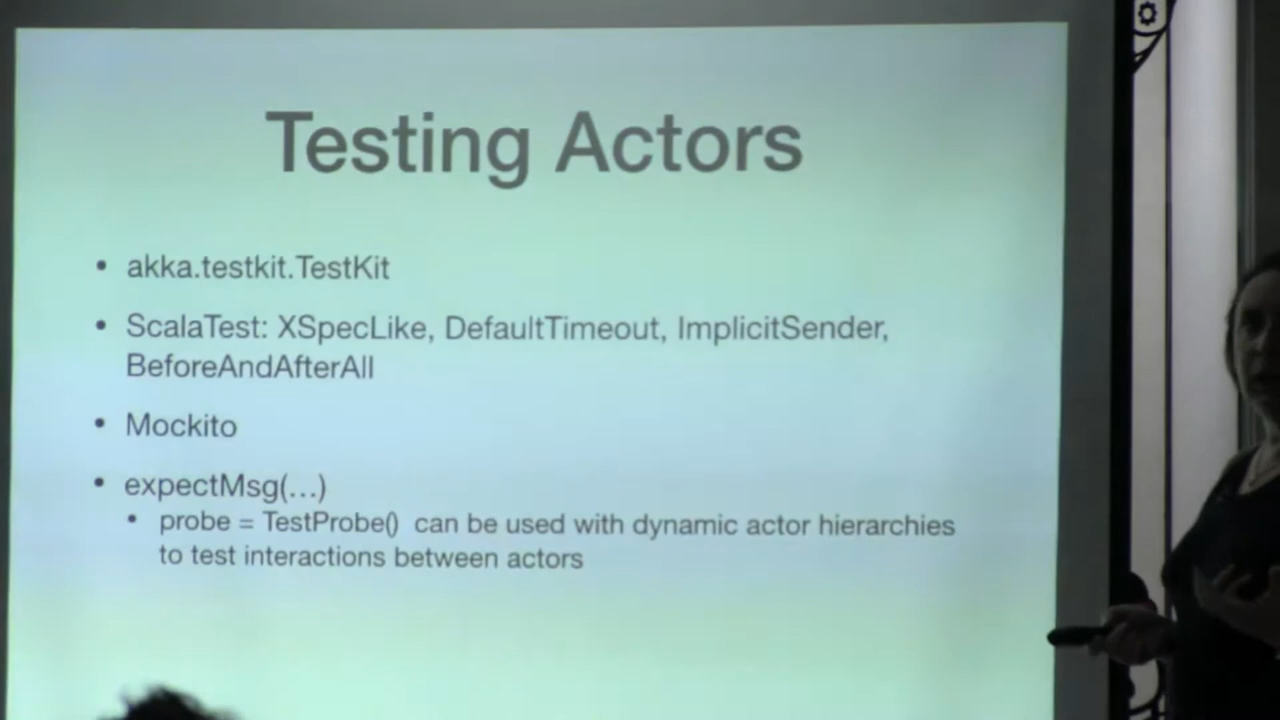 Testing Actors
• akka.testkit.TestKit
• ScalaTest: XSpecLike, DefaultTimeout, ImplicitSender,
BeforeAndAfterAll
• Mockito
• expectMsg(...)
• probe = TestProbe() can be used with dynamic actor hierarchies
to test interactions between actors